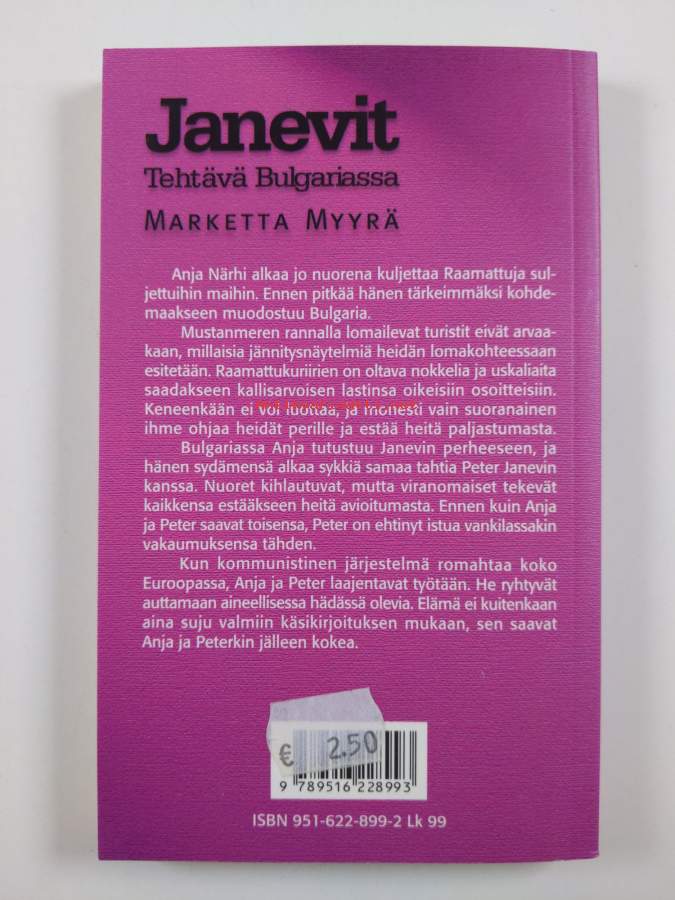 Janevit
Tehtävä Bulgariassa
MARKETTA MYYRÄ
Anja Närhi alkaa jo nuorena kuljettaa Raamattuja sul-
jettuihin maihin. Ennen pitkää hänen tärkeimmäksi kohde-
maakseen muodostuu Bulgaria.
Mustanmeren rannalla lomailevat turistit eivät arvaa-
kaan, millaisia jännitysnäytelmiä heidän lomakohteessaan
esitetään. Raamattukuriirien on oltava nokkelia ja uskaliaita
saadakseen kallisarvoisen lastinsa oikeisiin osoitteisiin.
Keneenkään ei voi luottaa, ja monesti vain suoranainen
ihme ohjaa heidät perille ja estää heitä paljastumasta.
Bulgariassa Anja tutustuu Janevin perheeseen, ja
hänen sydämensä alkaa sykkiä samaa tahtia Peter Janevin
kanssa. Nuoret kihlautuvat, mutta viranomaiset tekevät
kaikkensa estääkseen heitä avioitumasta. Ennen kuin Anja
ja Peter saavat toisensa, Peter on ehtinyt istua vankilassakin
vakaumuksensa tähden.
Kun kommunistinen järjestelmä romahtaa koko
Euroopassa, Anja ja Peter laajentavat työtään. He ryhtyvät
auttamaan aineellisessa hädässä olevia. Elämä ei kuitenkaan
aina suju valmiin käsikirjoituksen mukaan, sen saavat
Anja ja Peterkin jälleen kokea.
€ 2.50
9 789516 228993
ISBN 951-622-899-2 Lk 99